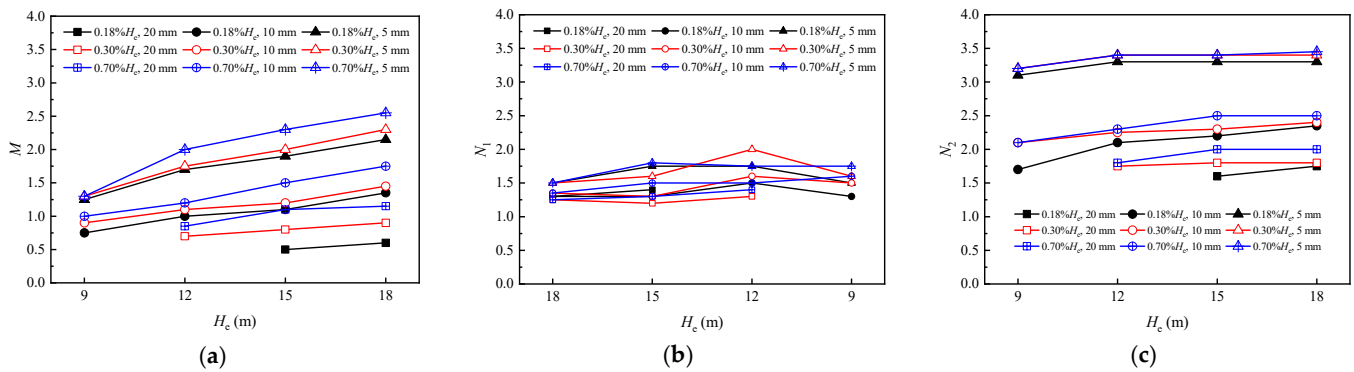 4.0
3.5
3.0
2.5
2.0
1.5
1.0
0.5
0.0
M
0.18%He, 20 mm 0.18%He, 10 mm 0.18%He, 5 mm
0.30%He, 20 mm 0.30%He, 10 mm 0.30%He, 5 mm
0.70%He, 20 mm 0.70%He, 10 mm 0.70%He, 5 mm
9 12 15 18
He (m)
(a)
4.0
3.5
3.0
2.5
2.0
1.5
1.0
0.5
0.0
N1
0.18%He, 20 mm 0.18%He, 10 mm 0.18%He, 5 mm
0.30%He, 20 mm 0.30%He, 10 mm 0.30%He, 5 mm
0.70%He, 20 mm 0.70%He, 10 mm 0.70%He, 5 mm
18 15 12 9
He (m)
(b)
4.0
3.5
3.0
2.5
2.0
1.5
1.0
0.5
0.0
N2
0.18%He, 20 mm 0.18%He, 10 mm 0.18%He, 5 mm
0.30%He, 20 mm 0.30%He, 10 mm 0.30%He, 5 mm
0.70%He, 20 mm 0.70%He, 10 mm 0.70%He, 5 mm
9 12 15 18
He (m)
(c)